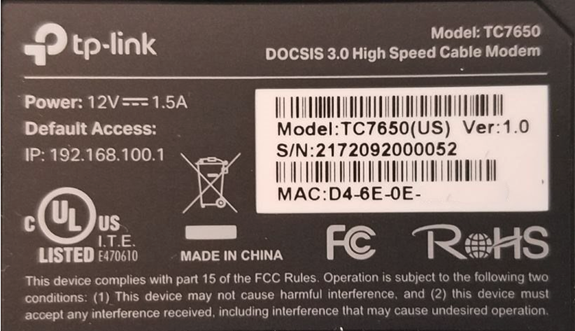 tp-link
Model: TC7650
DOCSIS 3.0 High Speed Cable Modem
Power: 12V⎓1.5A
Default Access:
IP: 192.168.100.1
Model:TC7650(US) Ver:1.0
S/N:2172092000052
MAC:D4-6E-0E-
C UL US
I.T.E.
LISTED E470610
MADE IN CHINA
FC
RoHS
This device complies with part 15 of the FCC Rules. Operation is subject to the following two
conditions: (1) This device may not cause harmful interference, and (2) this device must
accept any interference received, including interference that may cause undesired operation.